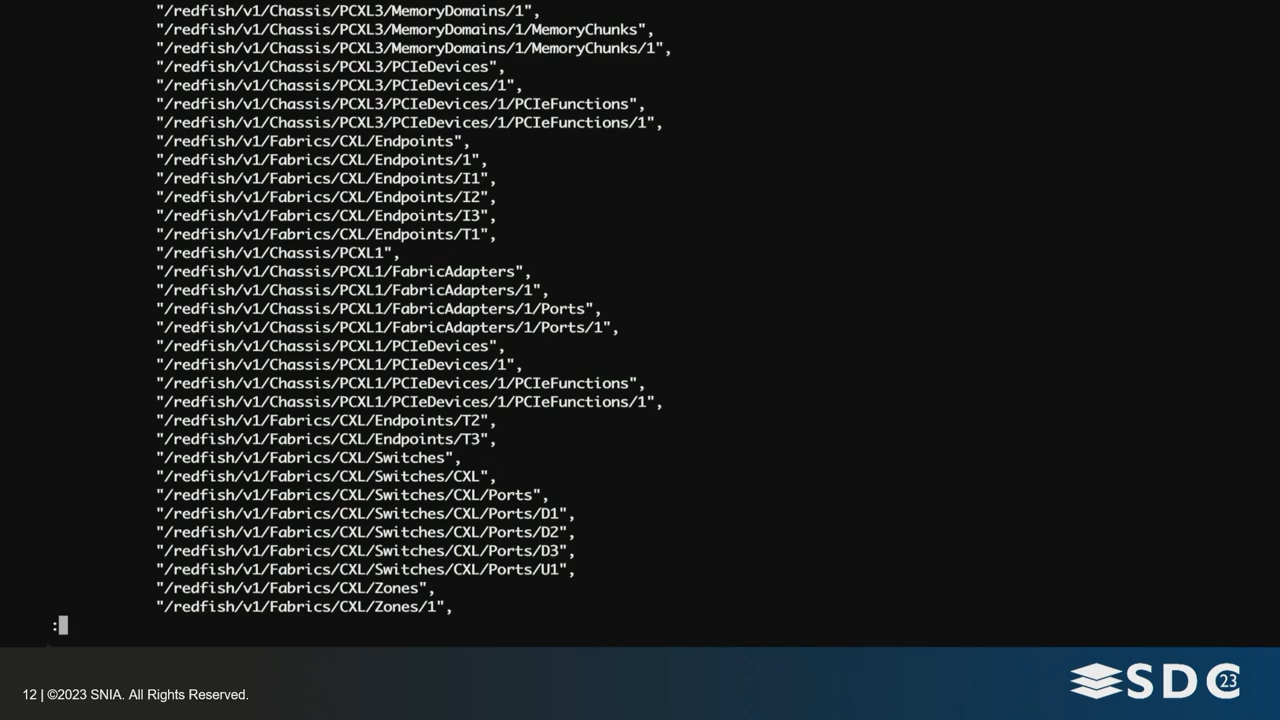 "/redfish/v1/Chassis/PCXL3/MemoryDomains/1",
"/redfish/v1/Chassis/PCXL3/MemoryDomains/1/MemoryChunks",
"/redfish/v1/Chassis/PCXL3/MemoryDomains/1/MemoryChunks/1",
"/redfish/v1/Chassis/PCXL3/PCIeDevices",
"/redfish/v1/Chassis/PCXL3/PCIeDevices/1",
"/redfish/v1/Chassis/PCXL3/PCIeDevices/1/PCIeFunctions",
"/redfish/v1/Chassis/PCXL3/PCIeDevices/1/PCIeFunctions/1",
"/redfish/v1/Fabrics/CXL/Endpoints",
"/redfish/v1/Fabrics/CXL/Endpoints/1",
"/redfish/v1/Fabrics/CXL/Endpoints/I1",
"/redfish/v1/Fabrics/CXL/Endpoints/I2",
"/redfish/v1/Fabrics/CXL/Endpoints/I3",
"/redfish/v1/Fabrics/CXL/Endpoints/T1",
"/redfish/v1/Chassis/PCXL1",
"/redfish/v1/Chassis/PCXL1/FabricAdapters",
"/redfish/v1/Chassis/PCXL1/FabricAdapters/1",
"/redfish/v1/Chassis/PCXL1/FabricAdapters/1/Ports",
"/redfish/v1/Chassis/PCXL1/FabricAdapters/1/Ports/1",
"/redfish/v1/Chassis/PCXL1/PCIeDevices",
"/redfish/v1/Chassis/PCXL1/PCIeDevices/1",
"/redfish/v1/Chassis/PCXL1/PCIeDevices/1/PCIeFunctions",
"/redfish/v1/Chassis/PCXL1/PCIeDevices/1/PCIeFunctions/1",
"/redfish/v1/Fabrics/CXL/Endpoints/T2",
"/redfish/v1/Fabrics/CXL/Endpoints/T3",
"/redfish/v1/Fabrics/CXL/Switches",
"/redfish/v1/Fabrics/CXL/Switches/CXL",
"/redfish/v1/Fabrics/CXL/Switches/CXL/Ports",
"/redfish/v1/Fabrics/CXL/Switches/CXL/Ports/D1",
"/redfish/v1/Fabrics/CXL/Switches/CXL/Ports/D2",
"/redfish/v1/Fabrics/CXL/Switches/CXL/Ports/D3",
"/redfish/v1/Fabrics/CXL/Switches/CXL/Ports/U1",
"/redfish/v1/Fabrics/CXL/Zones",
"/redfish/v1/Fabrics/CXL/Zones/1",
:
12 | ©2023 SNIA. All Rights Reserved.
SDC 23